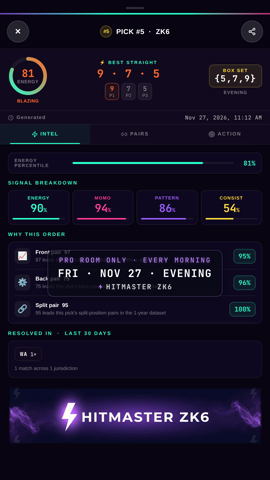 #5 PICK #5 · ZK6
81
ENERGY
BLAZING
⚡ BEST STRAIGHT
9 · 7 · 5
9 7 5
P1 P2 P3
BOX SET
{5,7,9}
EVENING
Generated
Nov 27, 2026, 11:12 AM
INTEL
PAIRS
ACTION
ENERGY
PERCENTILE
81%
SIGNAL BREAKDOWN
ENERGY
90%
MOMO
94%
PATTERN
86%
CONSIST
54%
WHY THIS ORDER
Front pair
95%
Back
96%
PRO ROOM ONLY · EVERY MORNING
FRI · NOV 27 · EVENING
HITMASTER ZK6
Split pair 95
95 leads this pick's split-position pairs in the 1-year dataset
100%
RESOLVED IN · LAST 30 DAYS
WA 1×
1 match across 1 jurisdiction
HITMASTER ZK6